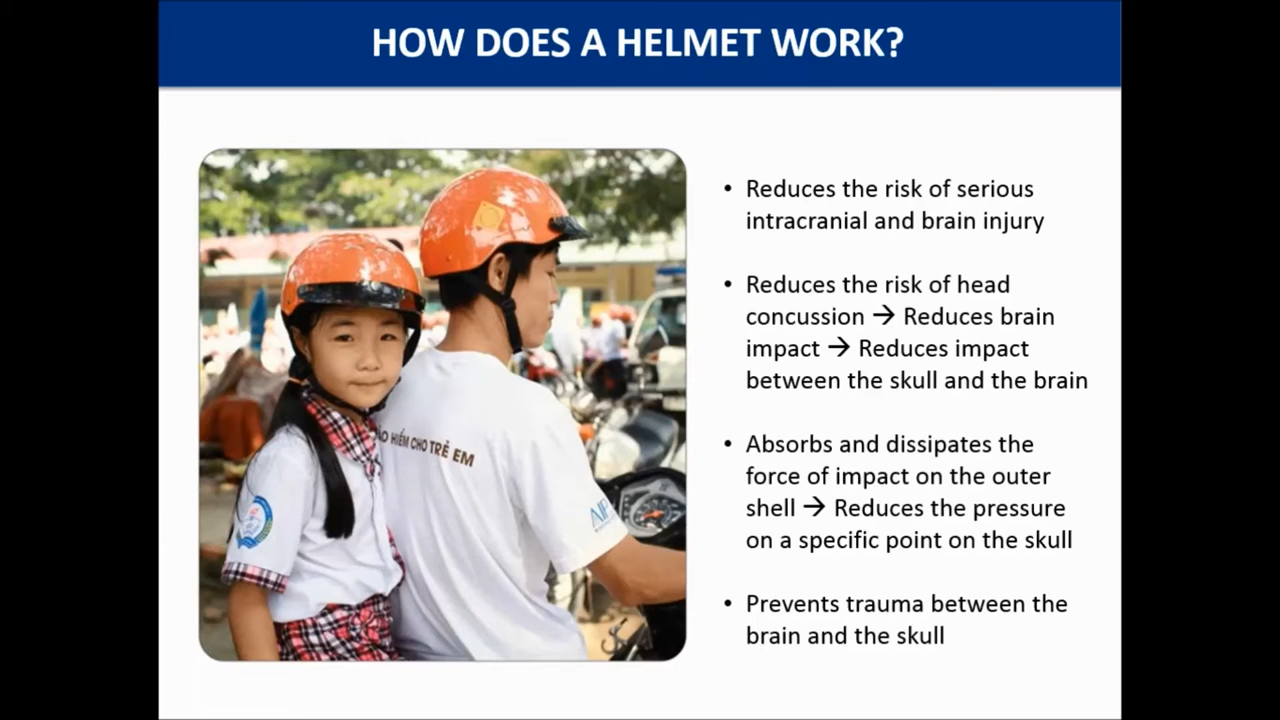 HOW DOES A HELMET WORK?
• Reduces the risk of serious
intracranial and brain injury
• Reduces the risk of head
concussion → Reduces brain
impact → Reduces impact
between the skull and the brain
• Absorbs and dissipates the
force of impact on the outer
shell → Reduces the pressure
on a specific point on the skull
• Prevents trauma between the
brain and the skull
HIỂM CHO TRẺ EM
AIP